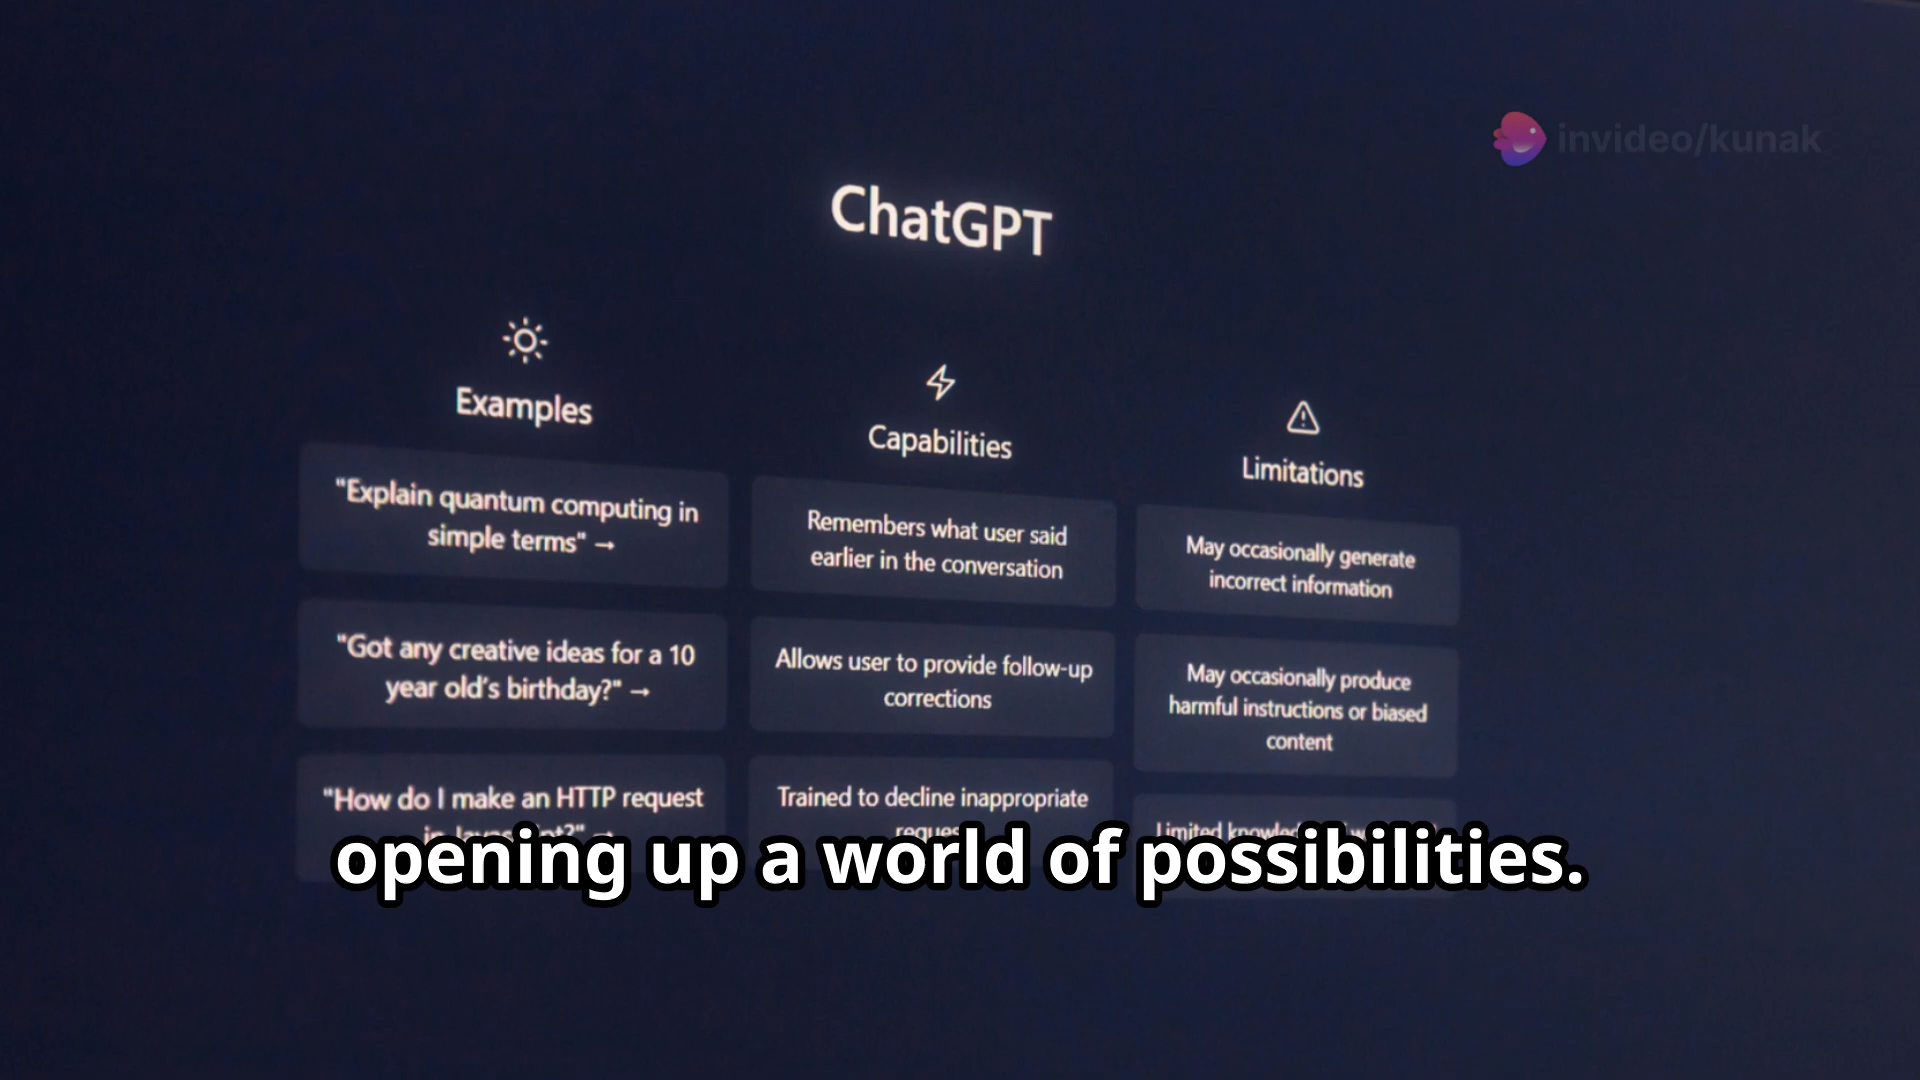 invideo/kunak
ChatGPT
Examples
"Explain quantum computing in
simple terms" →
"Got any creative ideas for a 10
year old's birthday?" →
"How do I make an HTTP request
in
Capabilities
Remembers what user said
earlier in the conversation
Allows user to provide follow-up
corrections
Trained to decline inappropriate
Limitations
May occasionally generate
incorrect information
May occasionally produce
harmful instructions or biased
content
Limited
opening up a world of possibilities.